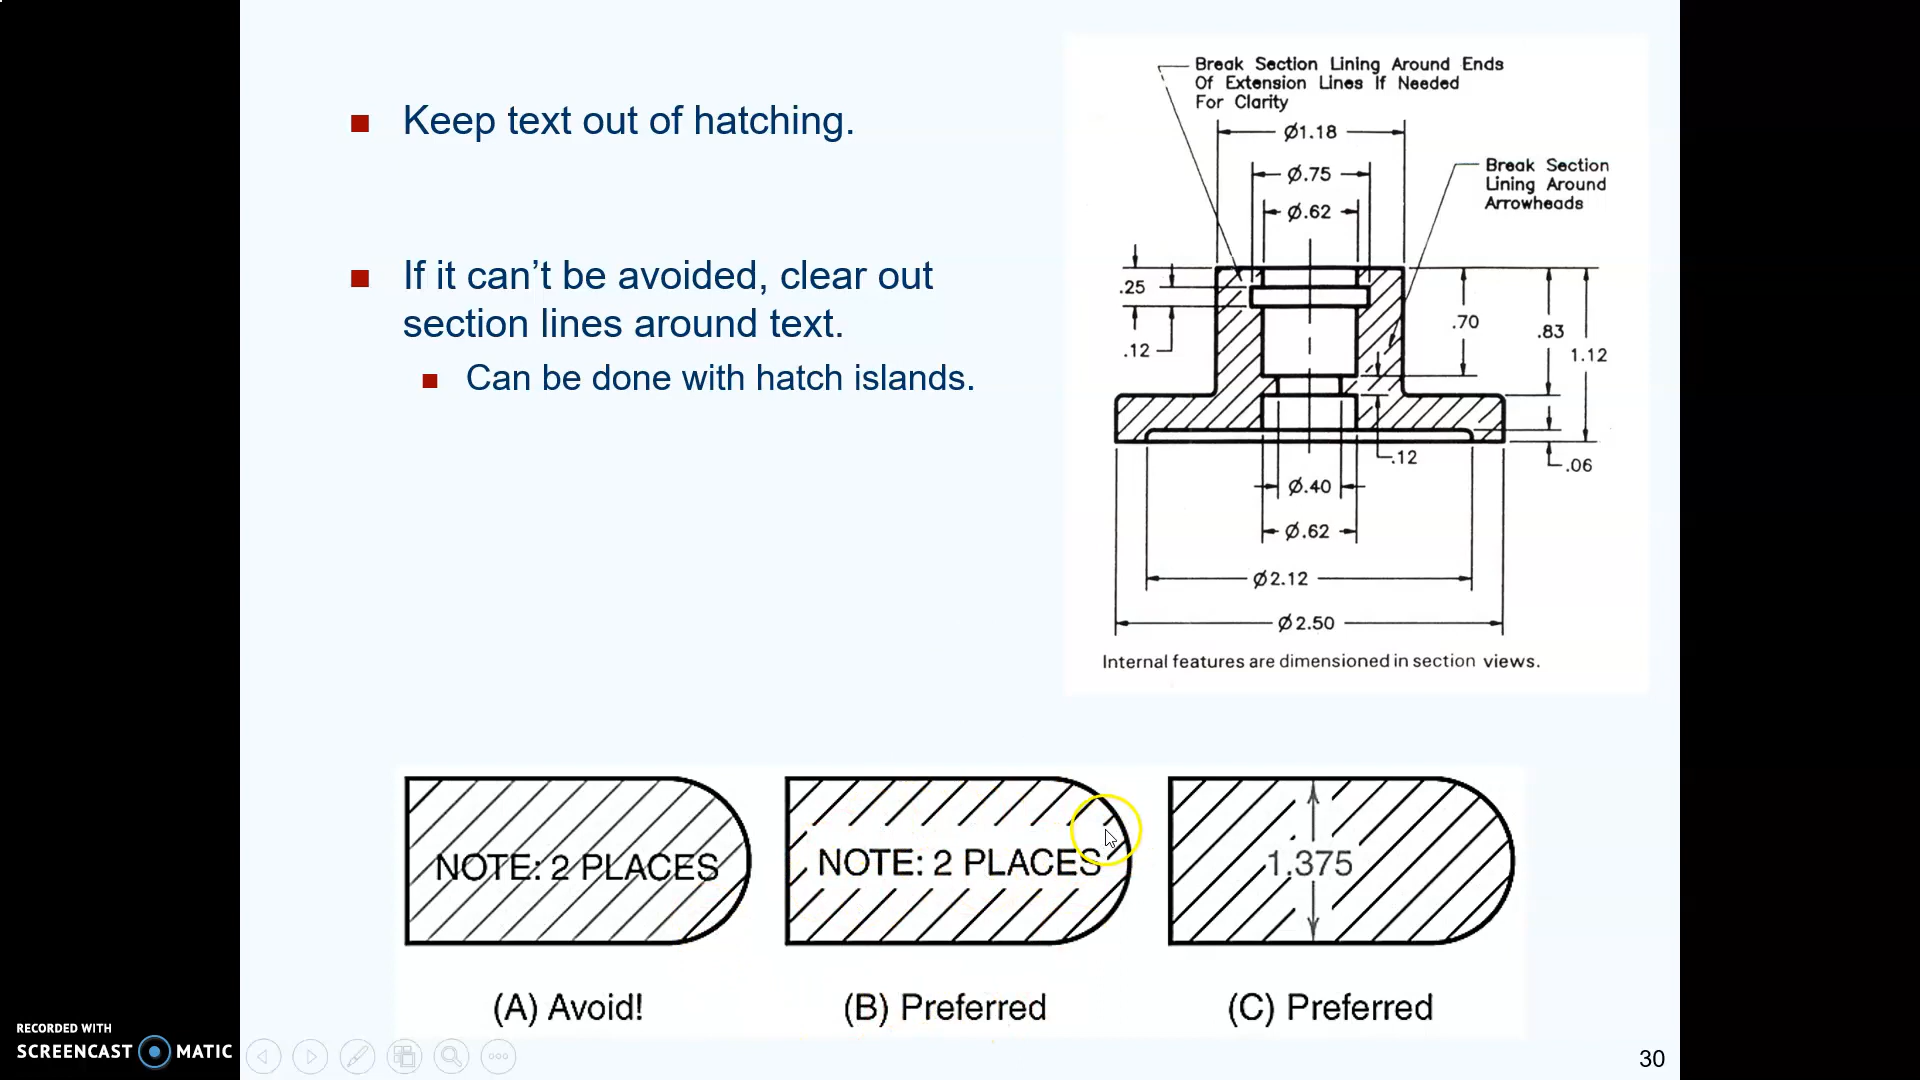 Keep text out of hatching.
If it can’t be avoided, clear out
section lines around text.
Can be done with hatch islands.
Break Section Lining Around Ends
Of Extension Lines If Needed
For Clarity
Ø1.18
Break Section
Lining Around
Arrowheads
Ø.75
Ø.62
.25
.12
.70
.83
1.12
.12
.06
Ø.40
Ø.62
Ø2.12
Ø2.50
Internal features are dimensioned in section views.
NOTE: 2 PLACES
NOTE: 2 PLACES
1.375
(A) Avoid!
(B) Preferred
(C) Preferred
RECORDED WITH
SCREENCAST MATIC
30